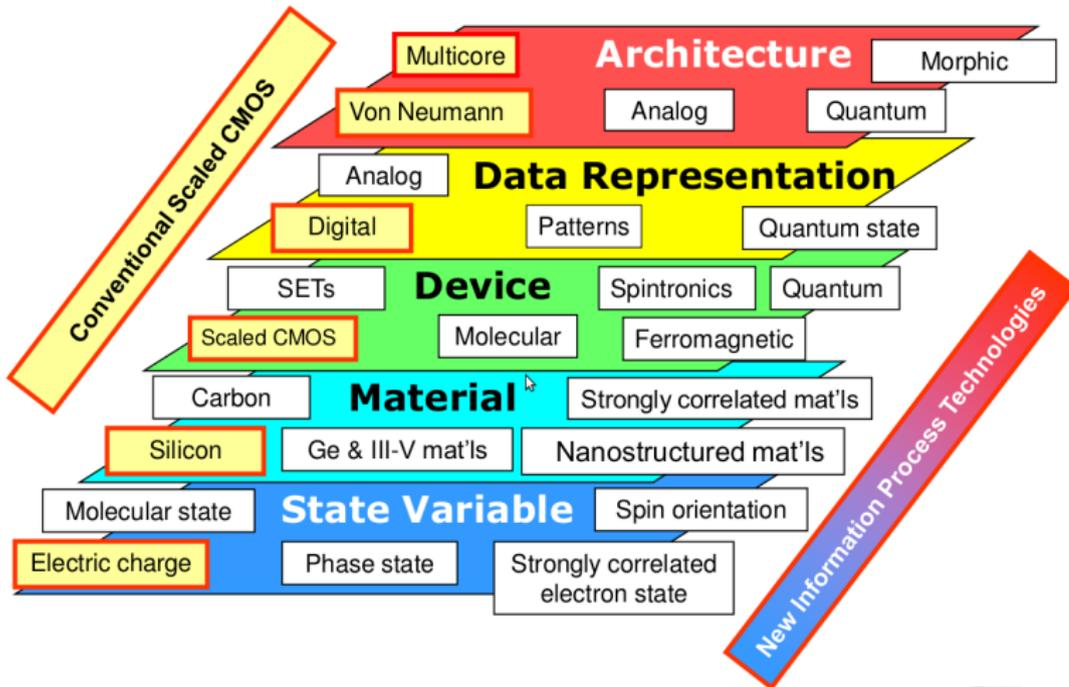 Conventional Scaled CMOS
Multicore
Architecture
Morphic
Von Neumann
Analog
Quantum
Analog
Data Representation
Digital
Patterns
Quantum state
SETs
Device
Spintronics
Quantum
Scaled CMOS
Molecular
Ferromagnetic
Carbon
Material
Strongly correlated mat'ls
Silicon
Ge & III-V mat'ls
Nanostructured mat'ls
Molecular state
State Variable
Spin orientation
Electric charge
Phase state
Strongly correlated
electron state
New Information Process Technologies